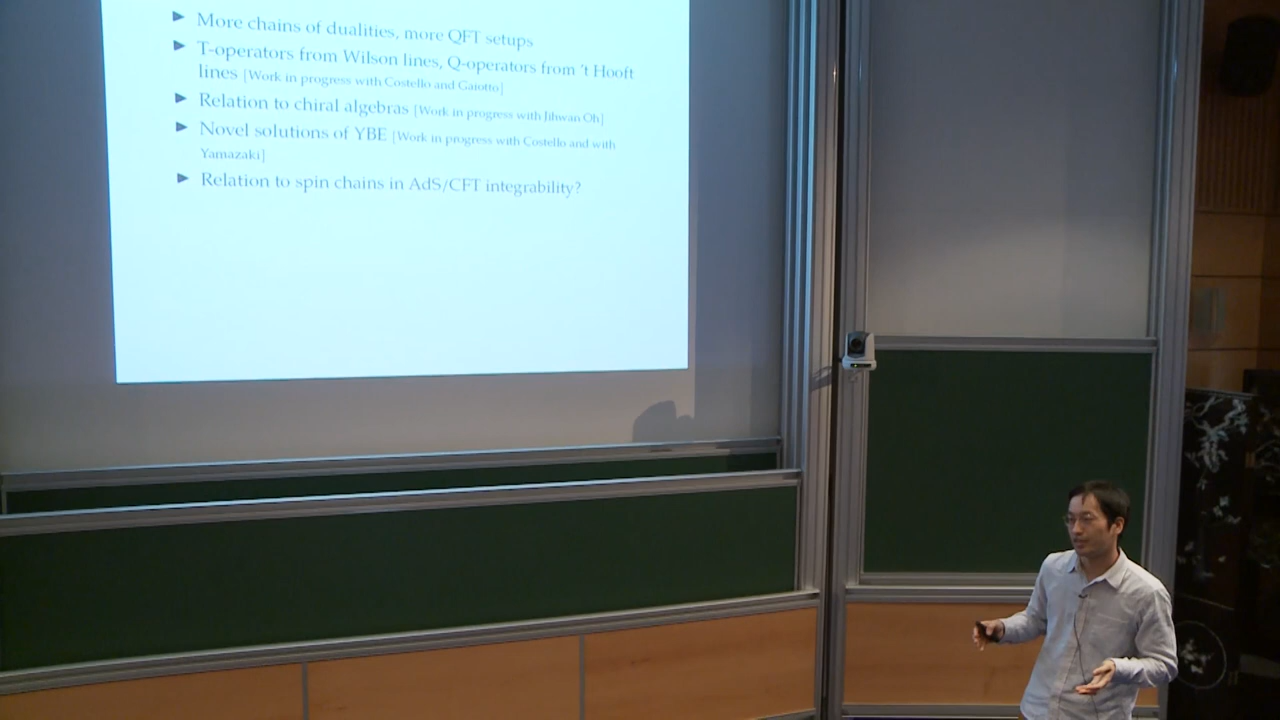 ► More chains of dualities, more QFT setups
► T-operators from Wilson lines, Q-operators from 't Hooft
lines [Work in progress with Costello and Gaiotto]
► Relation to chiral algebras [Work in progress with Jihwan Oh]
► Novel solutions of YBE [Work in progress with Costello and with
Yamazaki]
► Relation to spin chains in AdS/CFT integrability?